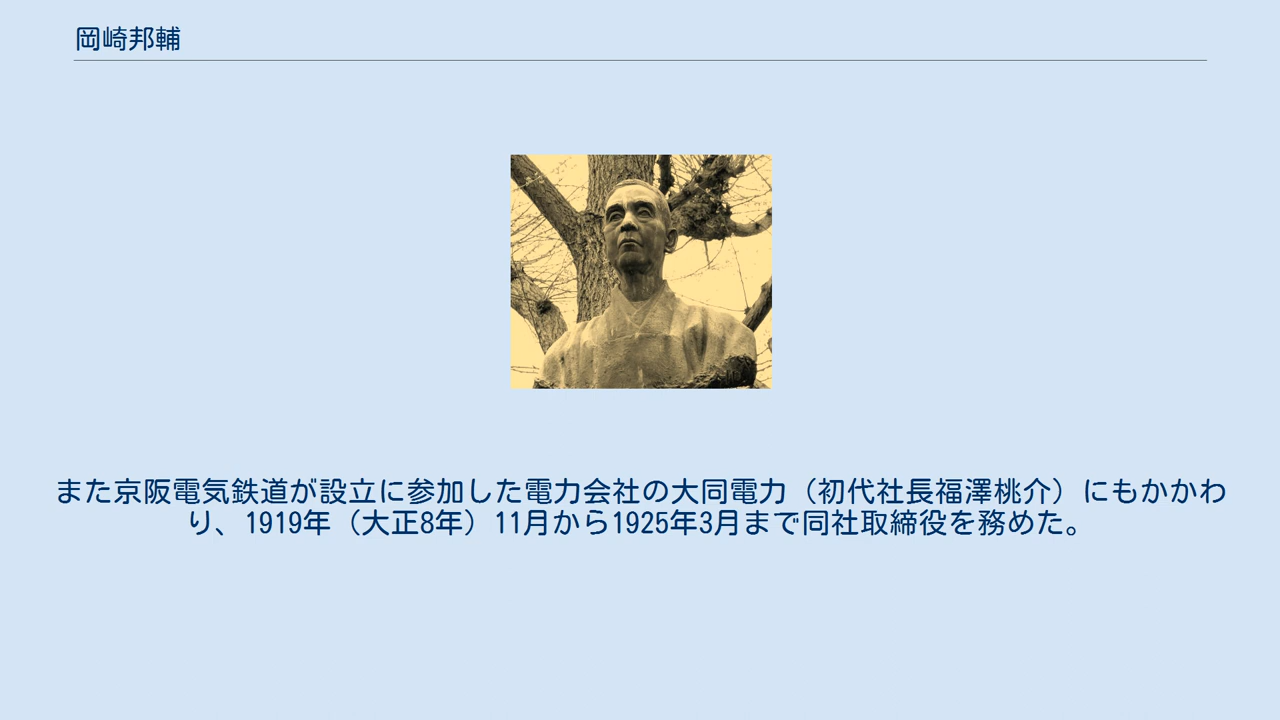 岡崎邦輔
また京阪電気鉄道が設立に参加した電力会社の大同電力（初代社長福澤桃介）にもかかわ
り、1919年（大正8年）11月から1925年3月まで同社取締役を務めた。